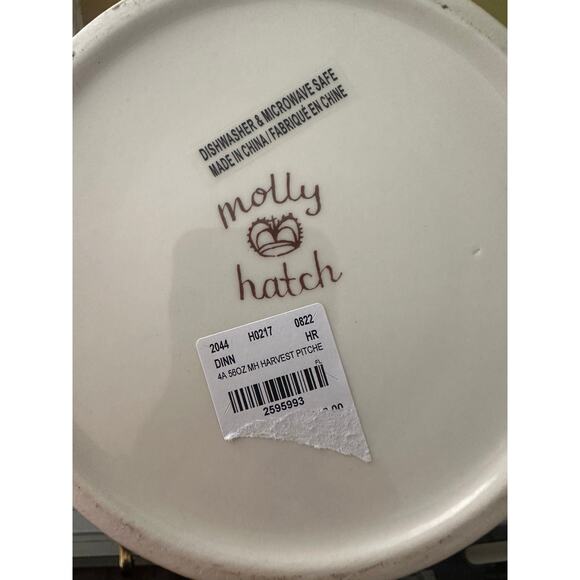 DISHWASHER & MICROWAVE SAFE
MADE IN CHINA / FABRIQUÉ EN CHINE
molly
hatch
2044 H0217 0822
DINN HR
4A 56OZ MH HARVEST PITCHE
FL
2595993